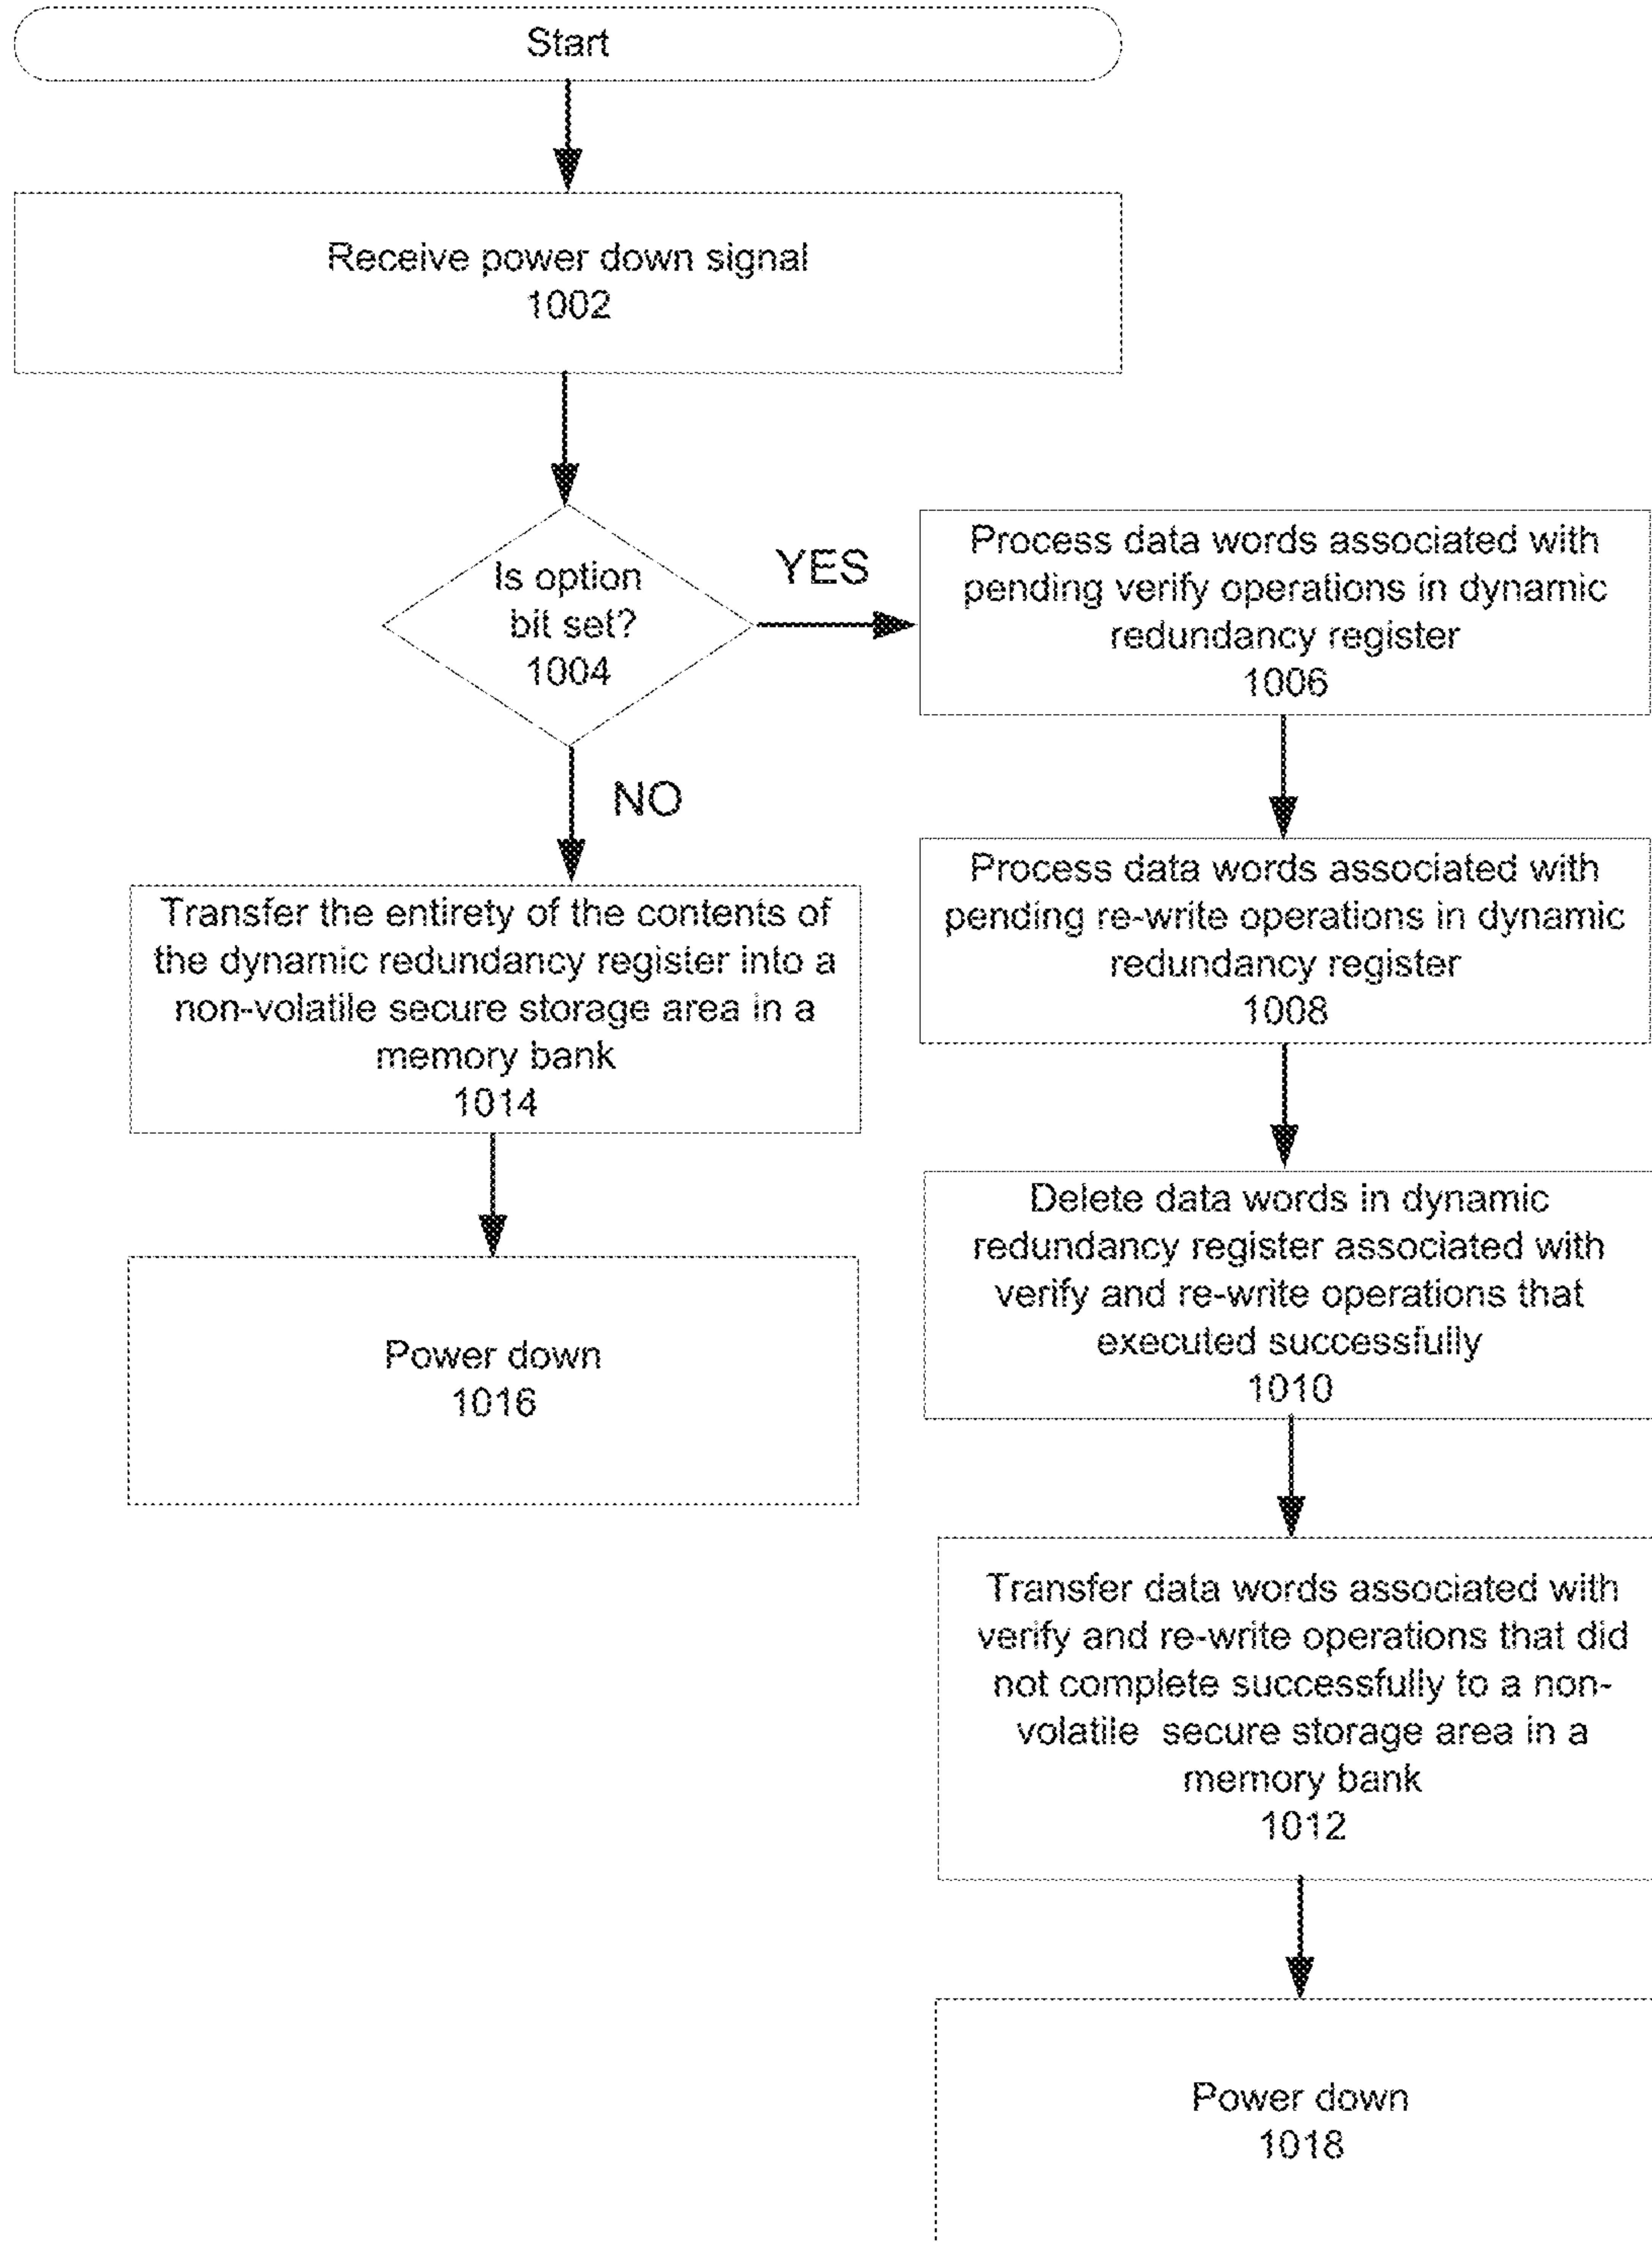 Start
Receive power down signal
1002
Is option
bit set?
1004
YES
NO
Process data words associated with
pending verify operations in dynamic
redundancy register
1006
Process data words associated with
pending re-write operations in dynamic
redundancy register
1008
Transfer the entirety of the contents of
the dynamic redundancy register into a
non-volatile secure storage area in a
memory bank
1014
Power down
1016
Delete data words in dynamic
redundancy register associated with
verify and re-write operations that
executed successfully
1010
Transfer data words associated with
verify and re-write operations that did
not complete successfully to a non-
volatile secure storage area in a
memory bank
1012
Power down
1018